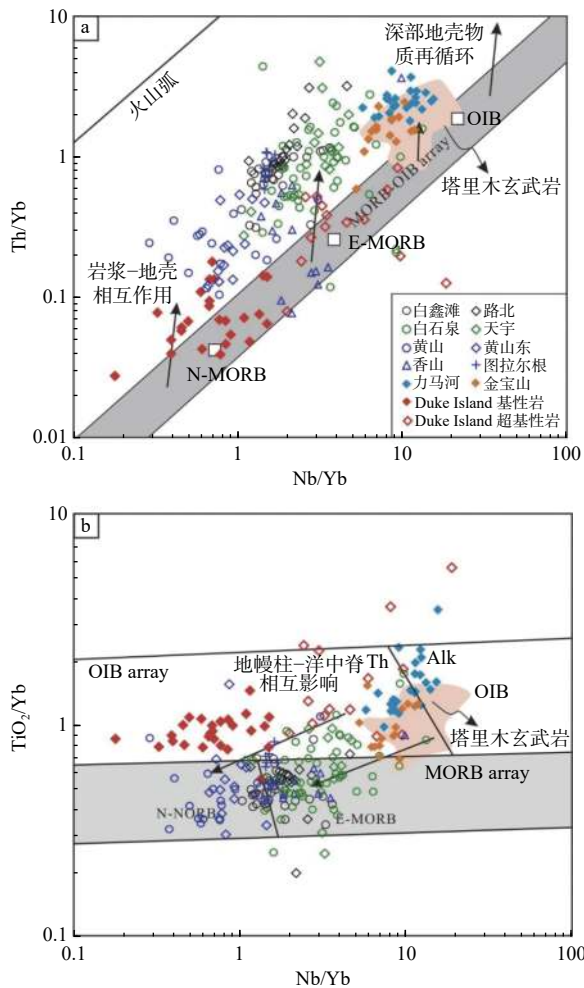 a
深部地壳物
质再循环
火山弧
OIB
MORB-OIB array
塔里木玄武岩
E-MORB
岩浆-地壳
相互作用
N-MORB
白鑫滩 路北
白石泉 天宇
黄山 黄山东
香山 图拉尔根
力马河 金宝山
Duke Island 基性岩
Duke Island 超基性岩
Th/Yb
10
1
0.1
0.01
0.1 1 10 100
Nb/Yb
b
OIB array
地幔柱-洋中脊 Th Alk
相互影响
OIB
塔里木玄武岩
MORB array
N-NORB
E-MORB
TiO₂/Yb
10
1
0.1
0.1 1 10 100
Nb/Yb